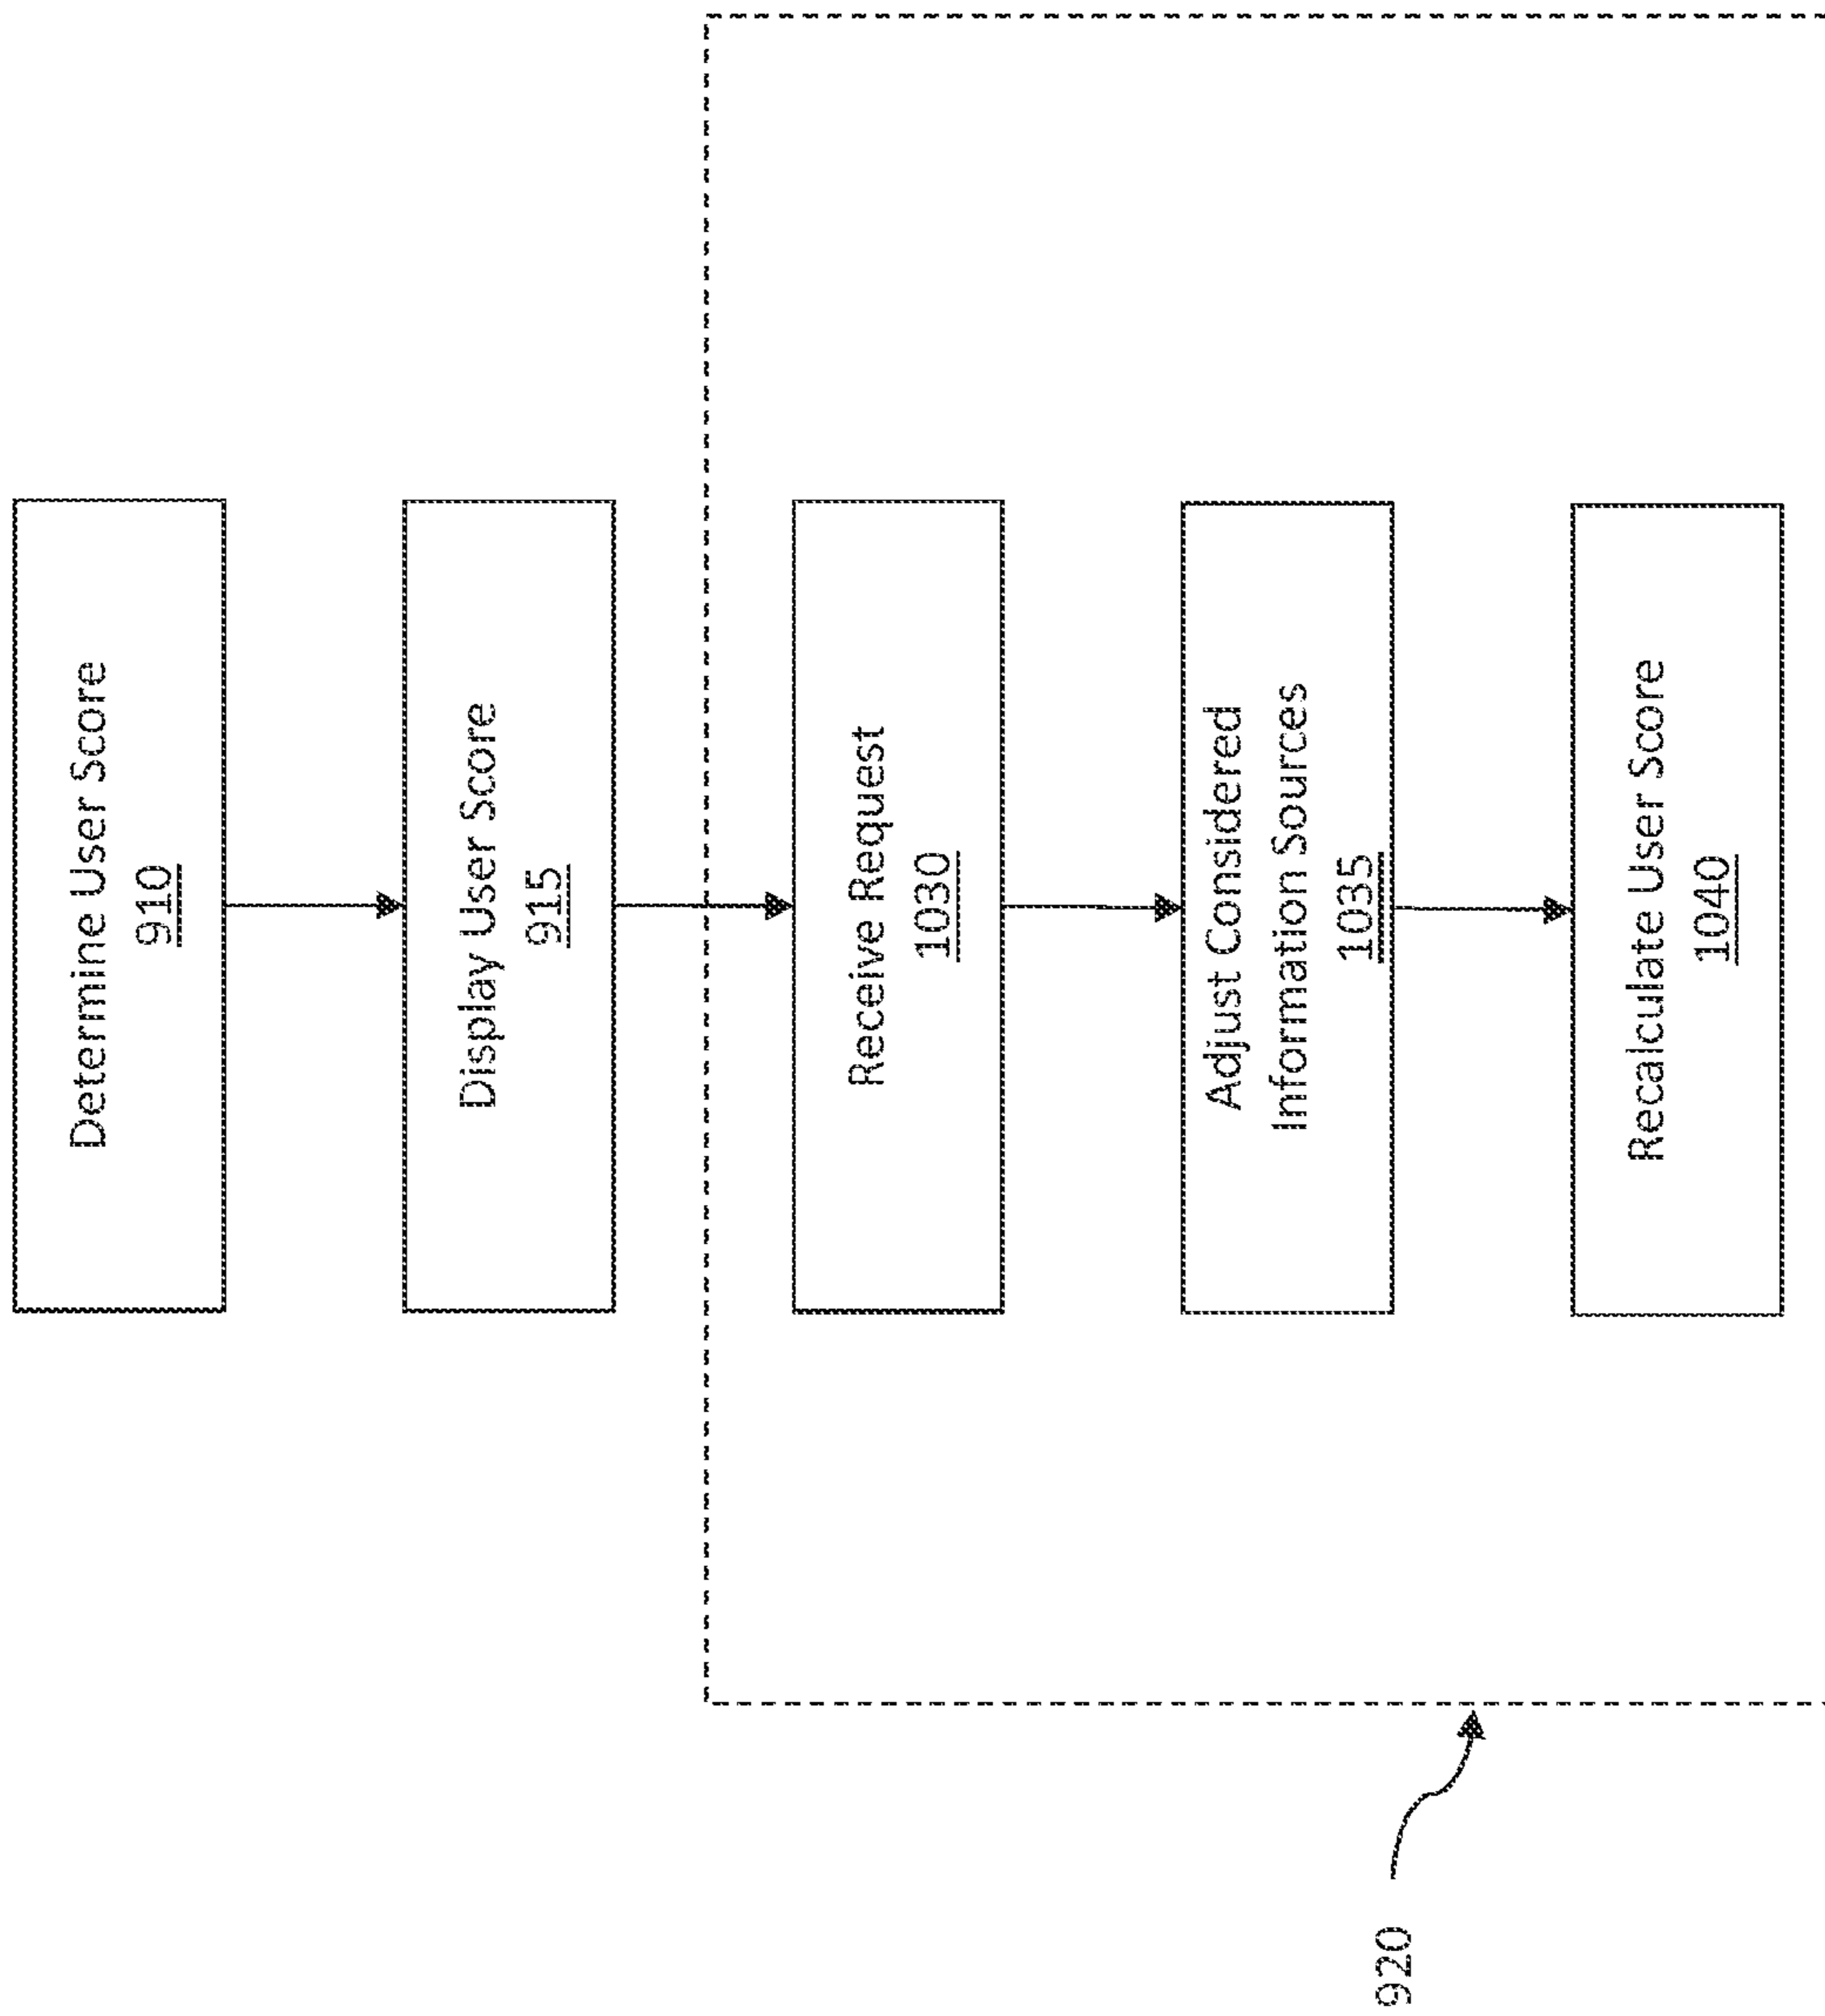 Determine User Score
910
Display User Score
915
Receive Request
1030
Adjust Considered
Information Sources
1035
Recalculate User Score
1040
920